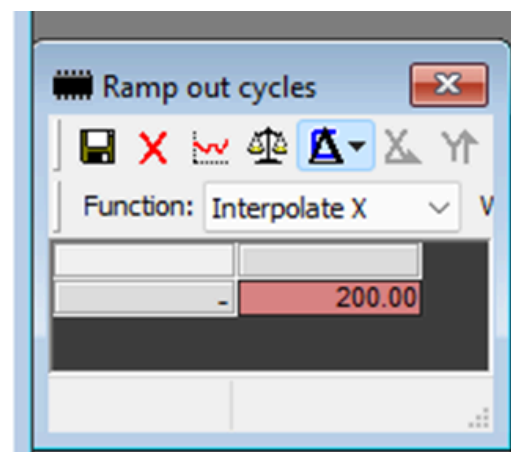 Ramp out cycles
Function: Interpolate X V
- 200.00